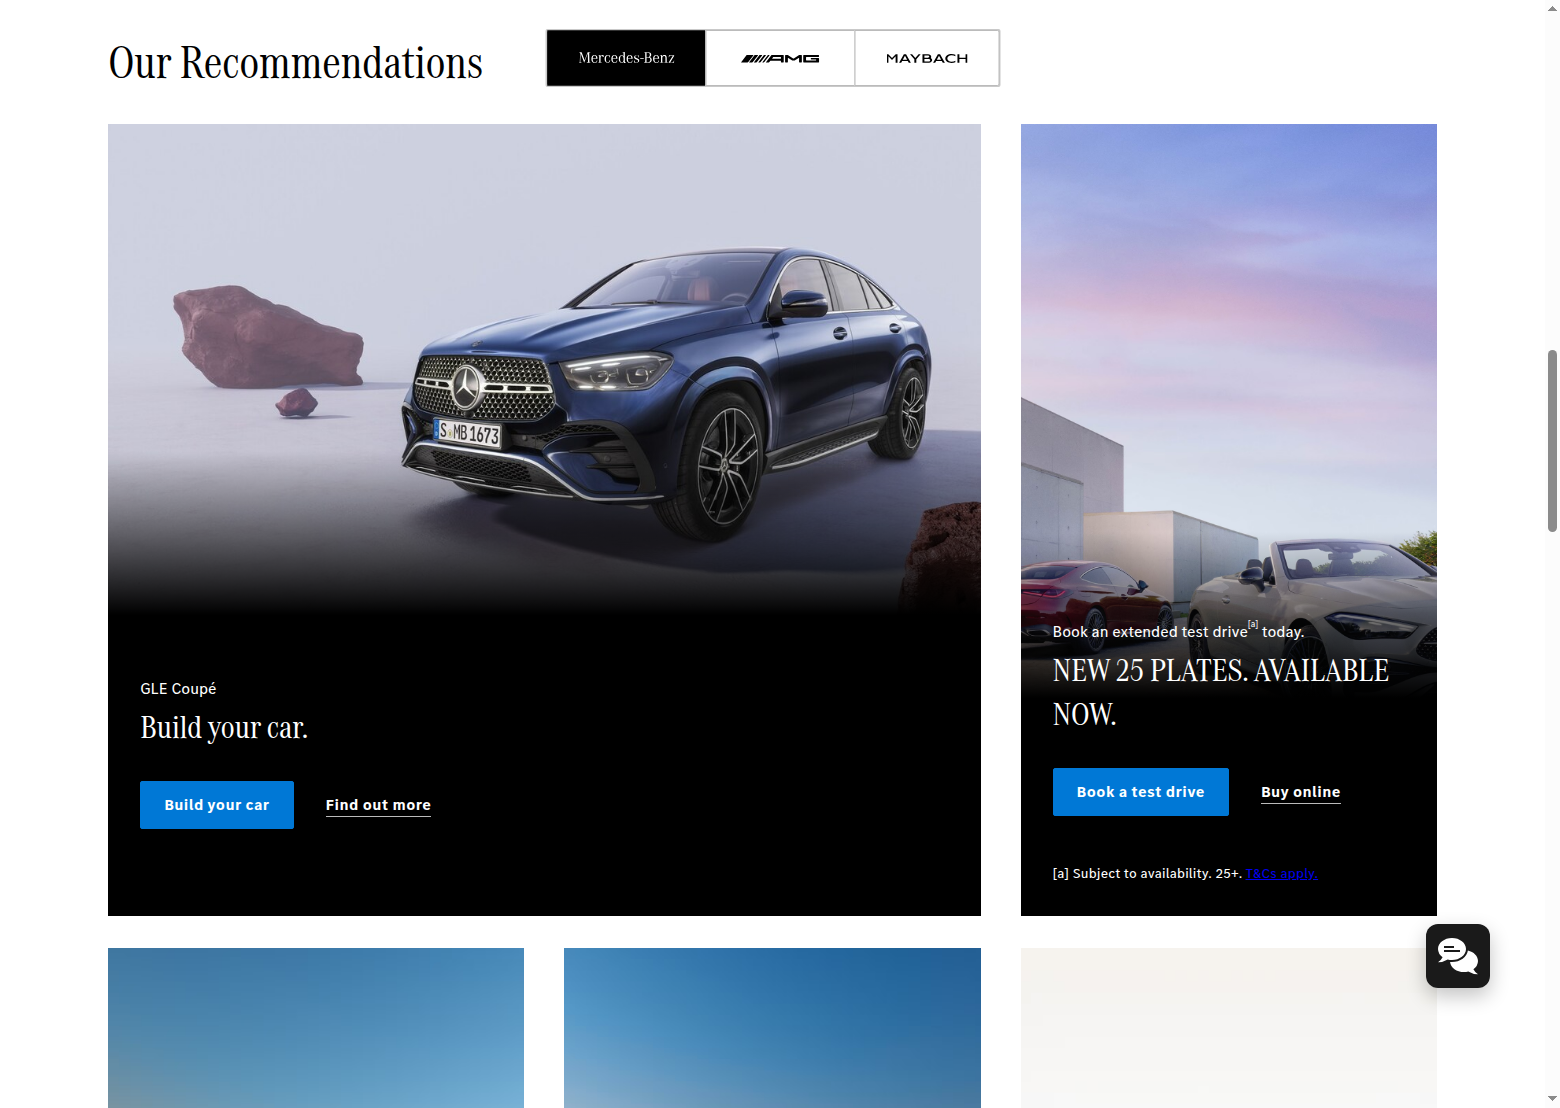 Our Recommendations
Mercedes-Benz
AMG
MAYBACH
S MB 1673
GLE Coupé
Build your car.
Build your car
Find out more
Book an extended test drive[a] today.
NEW 25 PLATES. AVAILABLE
NOW.
Book a test drive
Buy online
[a] Subject to availability. 25+. T&Cs apply.